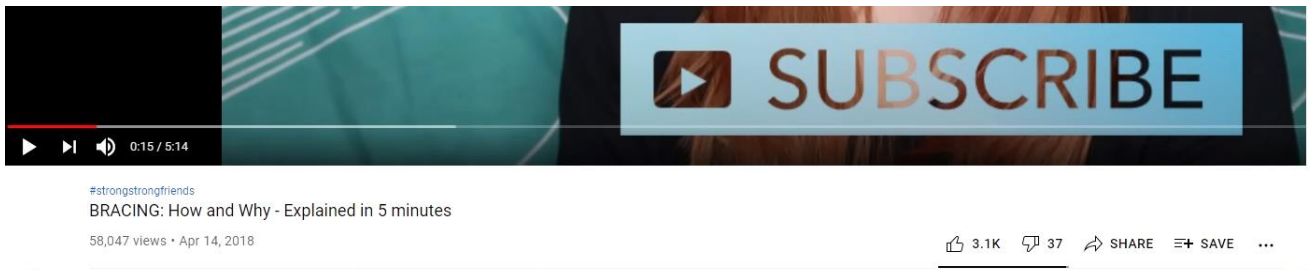 SUBSCRIBE
0:15 / 5:14
#strongstrongfriends
BRACING: How and Why - Explained in 5 minutes
58,047 views • Apr 14, 2018
3.1K 37 SHARE SAVE